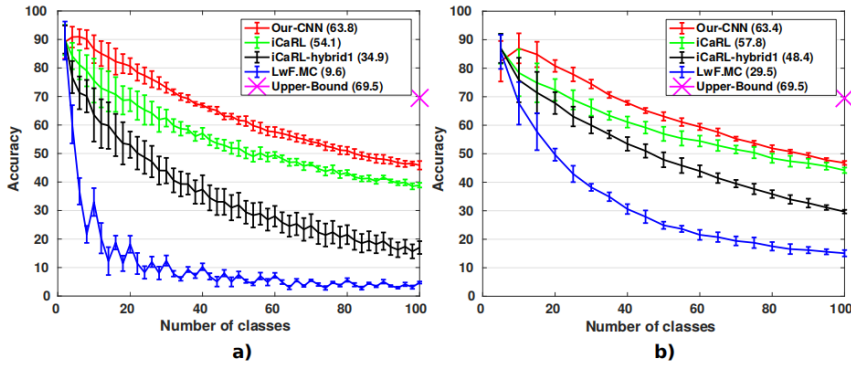 100
90
80
70
60
50
40
30
20
10
0
Accuracy
Our-CNN (63.8)
iCaRL (54.1)
iCaRL-hybrid1 (34.9)
LwF.MC (9.6)
Upper-Bound (69.5)
0 20 40 60 80 100
Number of classes
a)
100
90
80
70
60
50
40
30
20
10
0
Accuracy
Our-CNN (63.4)
iCaRL (57.8)
iCaRL-hybrid1 (48.4)
LwF.MC (29.5)
Upper-Bound (69.5)
0 20 40 60 80 100
Number of classes
b)